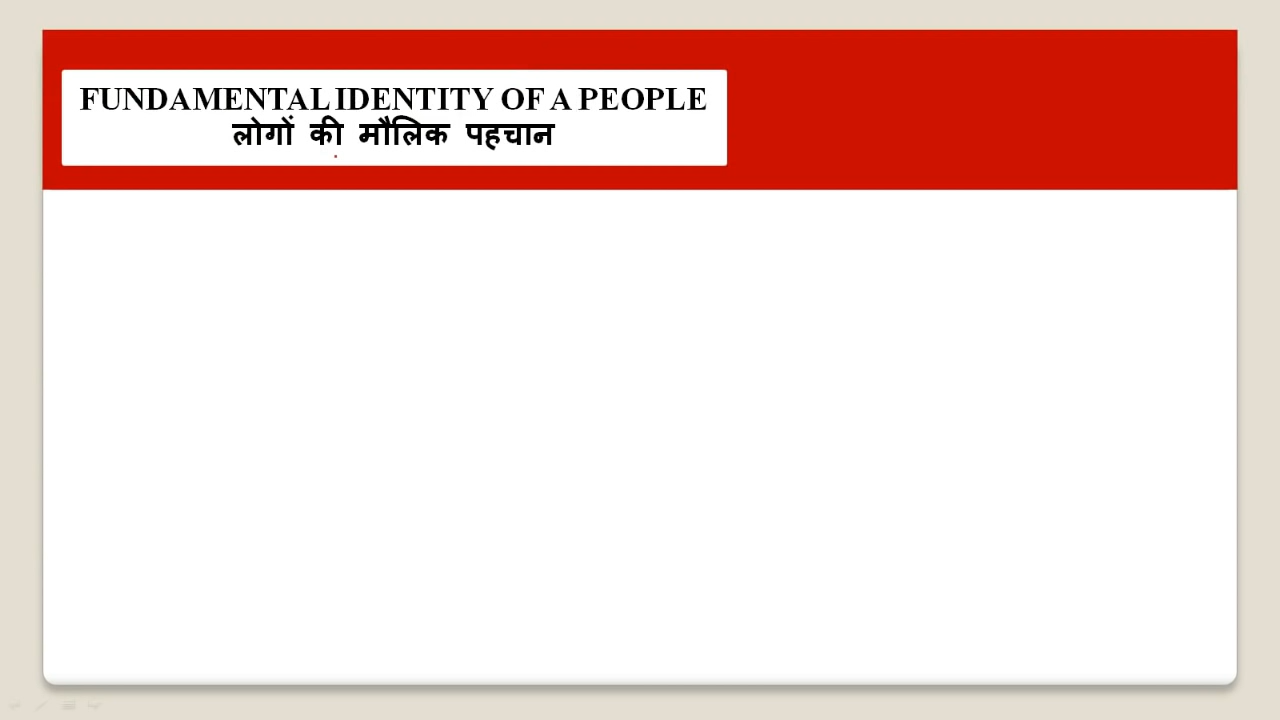 FUNDAMENTAL IDENTITY OF A PEOPLE
लोगों की मौलिक पहचान